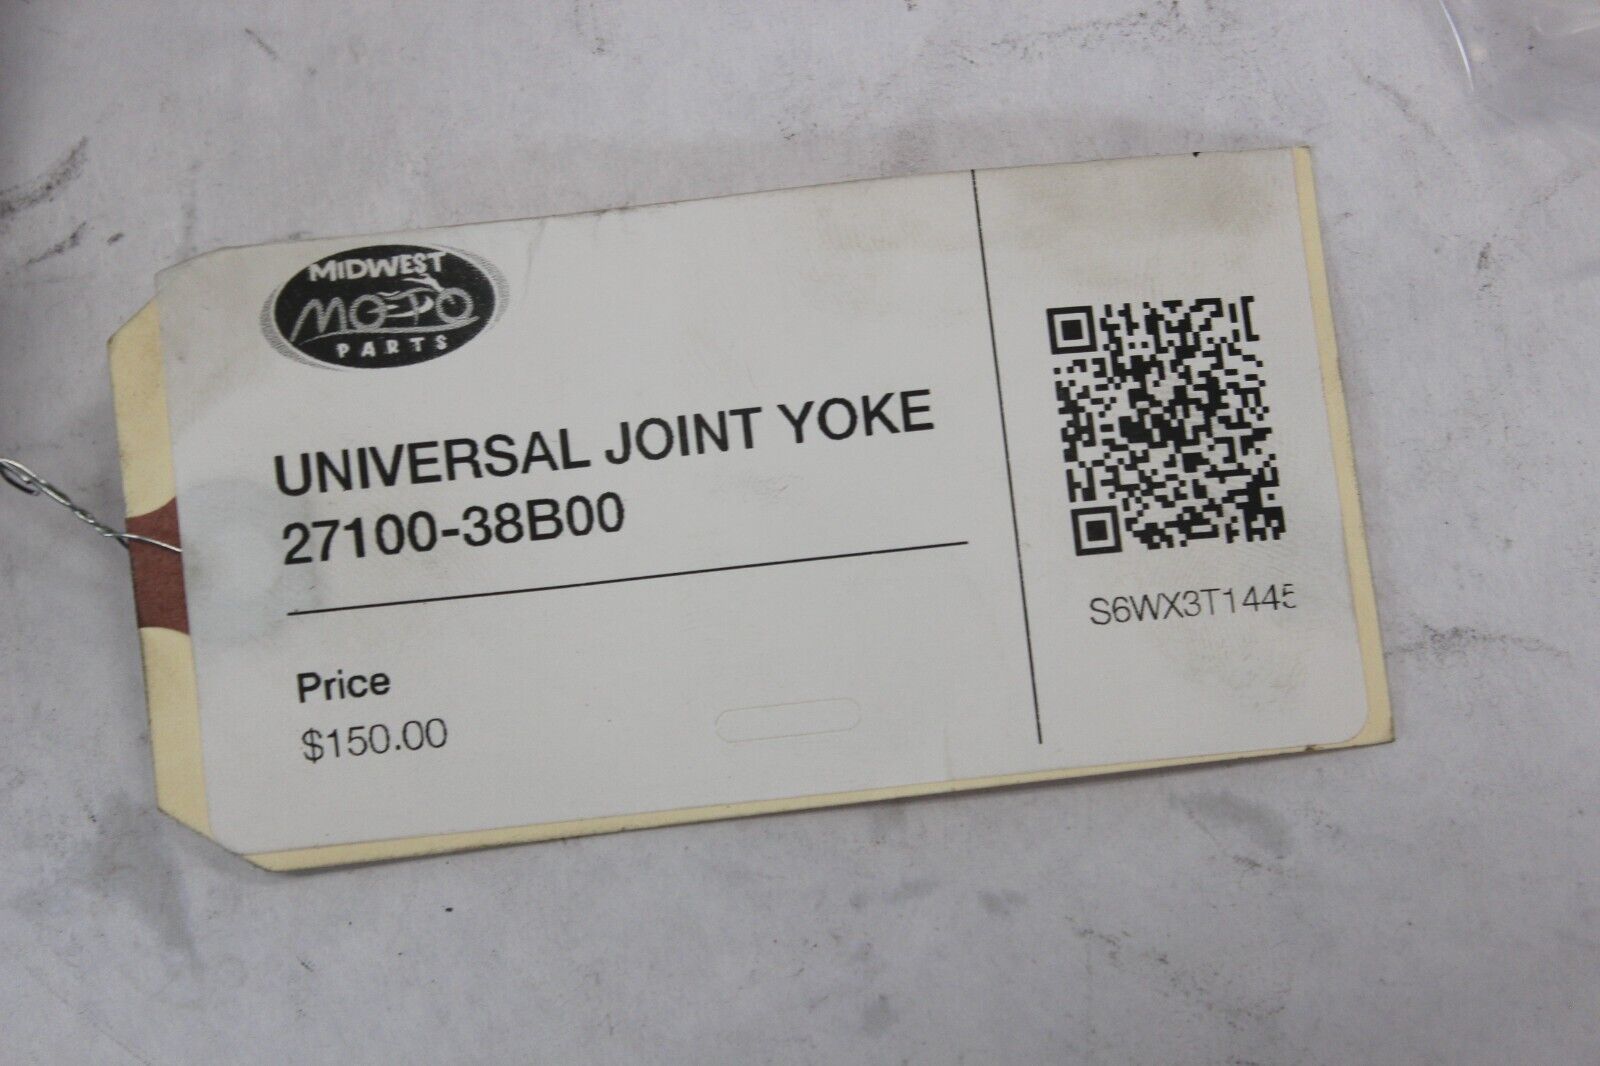 MIDWEST
MOTO
PARTS
UNIVERSAL JOINT YOKE
27100-38B00
Price
$150.00
S6WX3T1445